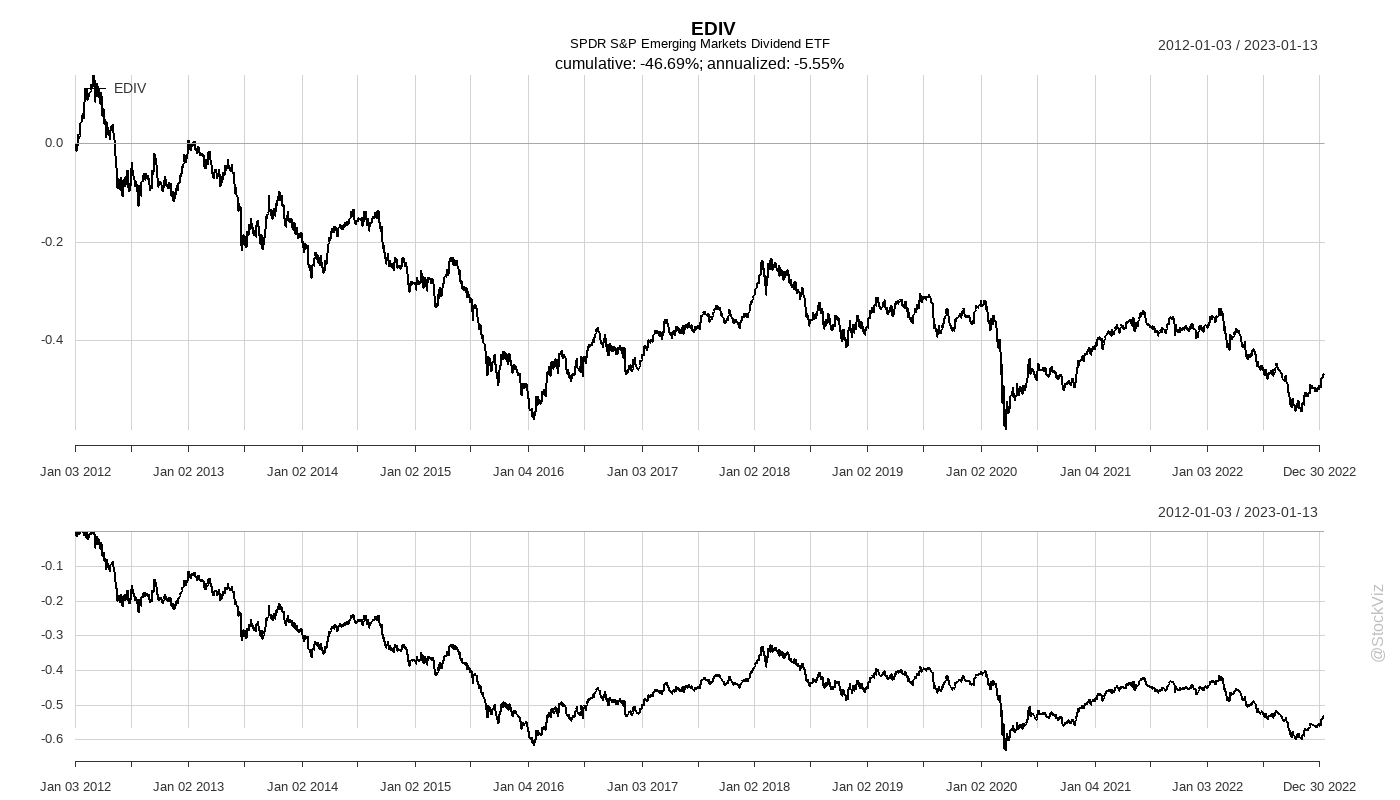 EDIV
SPDR S&P Emerging Markets Dividend ETF
2012-01-03 / 2023-01-13
cumulative: -46.69%; annualized: -5.55%
EDIV
0.0
-0.2
-0.4
Jan 03 2012 Jan 02 2013 Jan 02 2014 Jan 02 2015 Jan 04 2016 Jan 03 2017 Jan 02 2018 Jan 02 2019 Jan 02 2020 Jan 04 2021 Jan 03 2022 Dec 30 2022
2012-01-03 / 2023-01-13
-0.1
-0.2
-0.3
-0.4
-0.5
-0.6
Jan 03 2012 Jan 02 2013 Jan 02 2014 Jan 02 2015 Jan 04 2016 Jan 03 2017 Jan 02 2018 Jan 02 2019 Jan 02 2020 Jan 04 2021 Jan 03 2022 Dec 30 2022
@StockViz